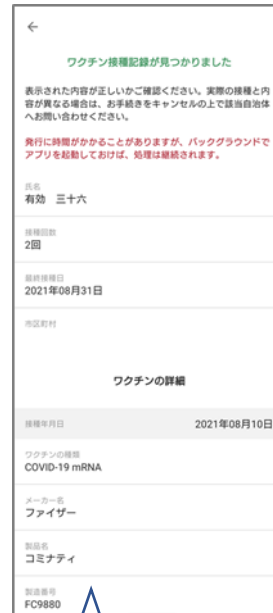 ワクチン接種記録が見つかりました
表示された内容が正しいかご確認ください。実際の接種と内
容が異なる場合は、お手続きをキャンセルの上で該当自治体
へお問い合わせください。
発行に時間がかかることがありますが、バックグラウンドで
アプリを起動しておけば、処理は継続されます。
氏名
有効 三十六
接種回数
2回
最終接種日
2021年08月31日
市区町村
ワクチンの詳細
接種年月日 2021年08月10日
ワクチンの種類
COVID-19 mRNA
メーカー名
ファイザー
製品名
コミナティ
製造番号
FC9880